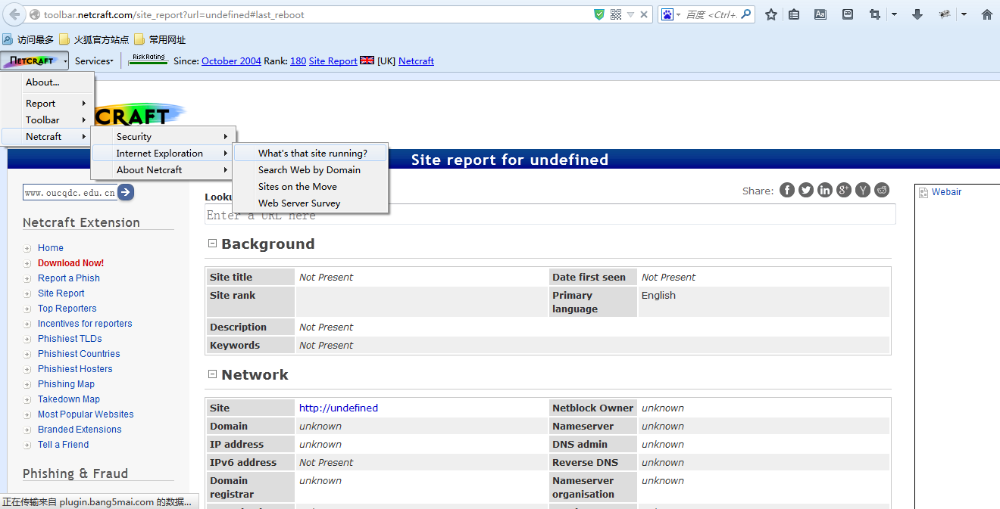 toolbar.netcraft.com/site_report?url=undefined#last_reboot
百度 <Ctrl+.
访问最多 火狐官方站点 常用网址
NETCRAFT Services Risk Rating Since: October 2004 Rank: 180 Site Report [UK] Netcraft
About...
Report
Toolbar
Netcraft
CRAFT
Security
Internet Exploration
About Netcraft
What's that site running?
Search Web by Domain
Sites on the Move
Web Server Survey
Site report for undefined
www.oucqdc.edu.cn
Netcraft Extension
Home
Download Now!
Report a Phish
Site Report
Top Reporters
Incentives for reporters
Phishiest TLDs
Phishiest Countries
Phishiest Hosters
Phishing Map
Takedown Map
Most Popular Websites
Branded Extensions
Tell a Friend
Phishing & Fraud
正在传输来自 plugin.bang5mai.com 的数据...
Share:
Enter a URL here
Background
Site title Not Present Date first seen Not Present
Site rank Primary language English
Description Not Present
Keywords Not Present
Network
Site http://undefined Netblock Owner unknown
Domain unknown Nameserver unknown
IP address unknown DNS admin unknown
IPv6 address Not Present Reverse DNS unknown
Domain registrar unknown Nameserver organisation unknown
Webair